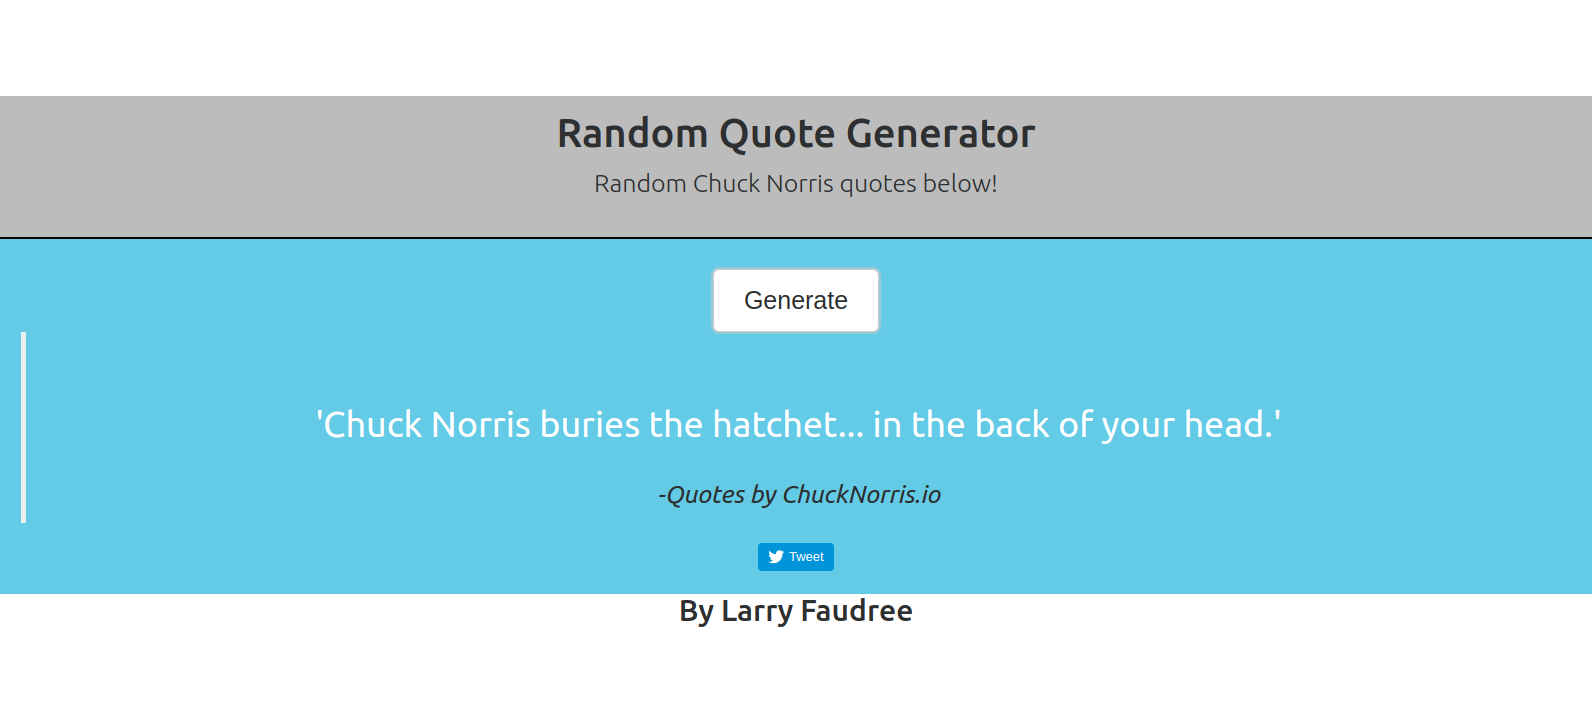 Random Quote Generator
Random Chuck Norris quotes below!
Generate
'Chuck Norris buries the hatchet... in the back of your head.'
-Quotes by ChuckNorris.io
Tweet
By Larry Faudree